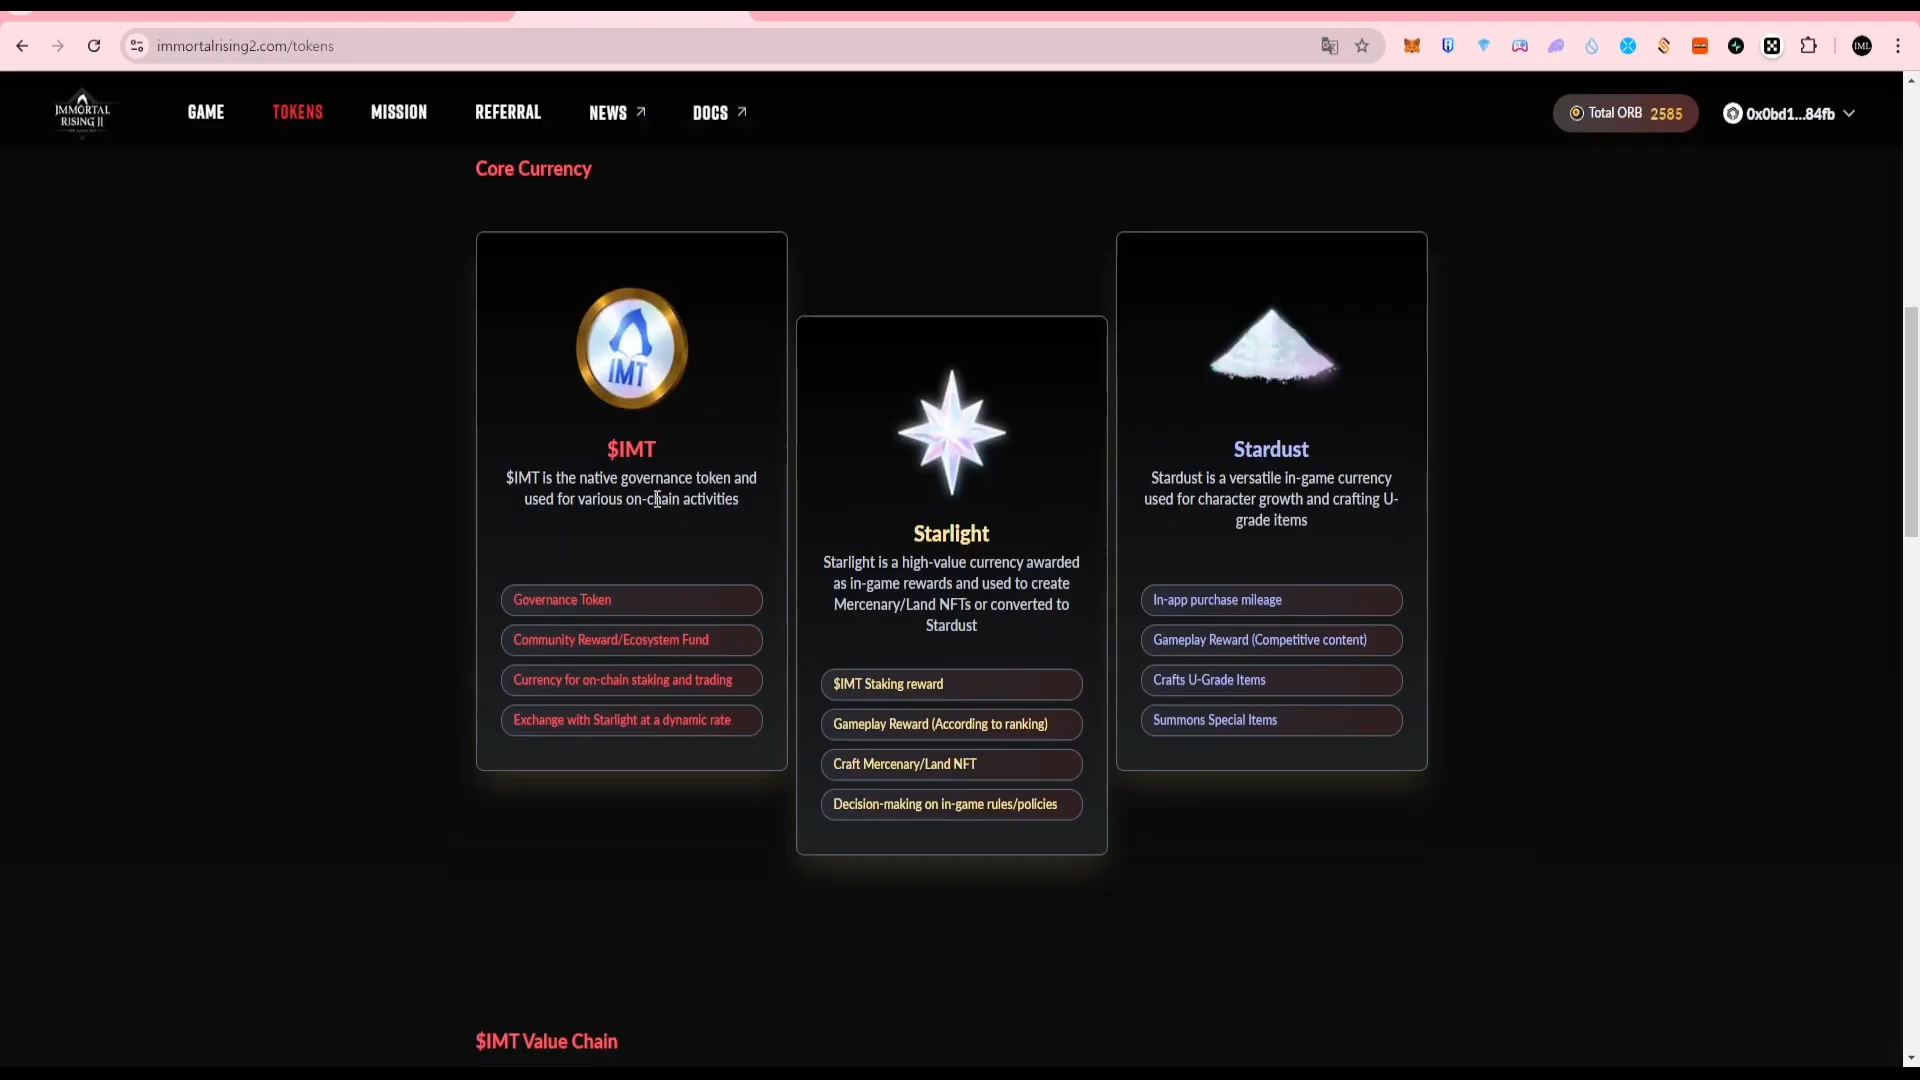 immortalrising2.com/tokens
IML
IMMORTAL
RISING II
GAME
TOKENS
MISSION
REFERRAL
NEWS
DOCS
Total ORB 2585
0x0bd1...84fb
Core Currency
IMT
$IMT
$IMT is the native governance token and
used for various on-chain activities
Governance Token
Community Reward/Ecosystem Fund
Currency for on-chain staking and trading
Exchange with Starlight at a dynamic rate
Starlight
Starlight is a high-value currency awarded
as in-game rewards and used to create
Mercenary/Land NFTs or converted to
Stardust
$IMT Staking reward
Gameplay Reward (According to ranking)
Craft Mercenary/Land NFT
Decision-making on in-game rules/policies
Stardust
Stardust is a versatile in-game currency
used for character growth and crafting U-
grade items
In-app purchase mileage
Gameplay Reward (Competitive content)
Crafts U-Grade Items
Summons Special Items
$IMT Value Chain